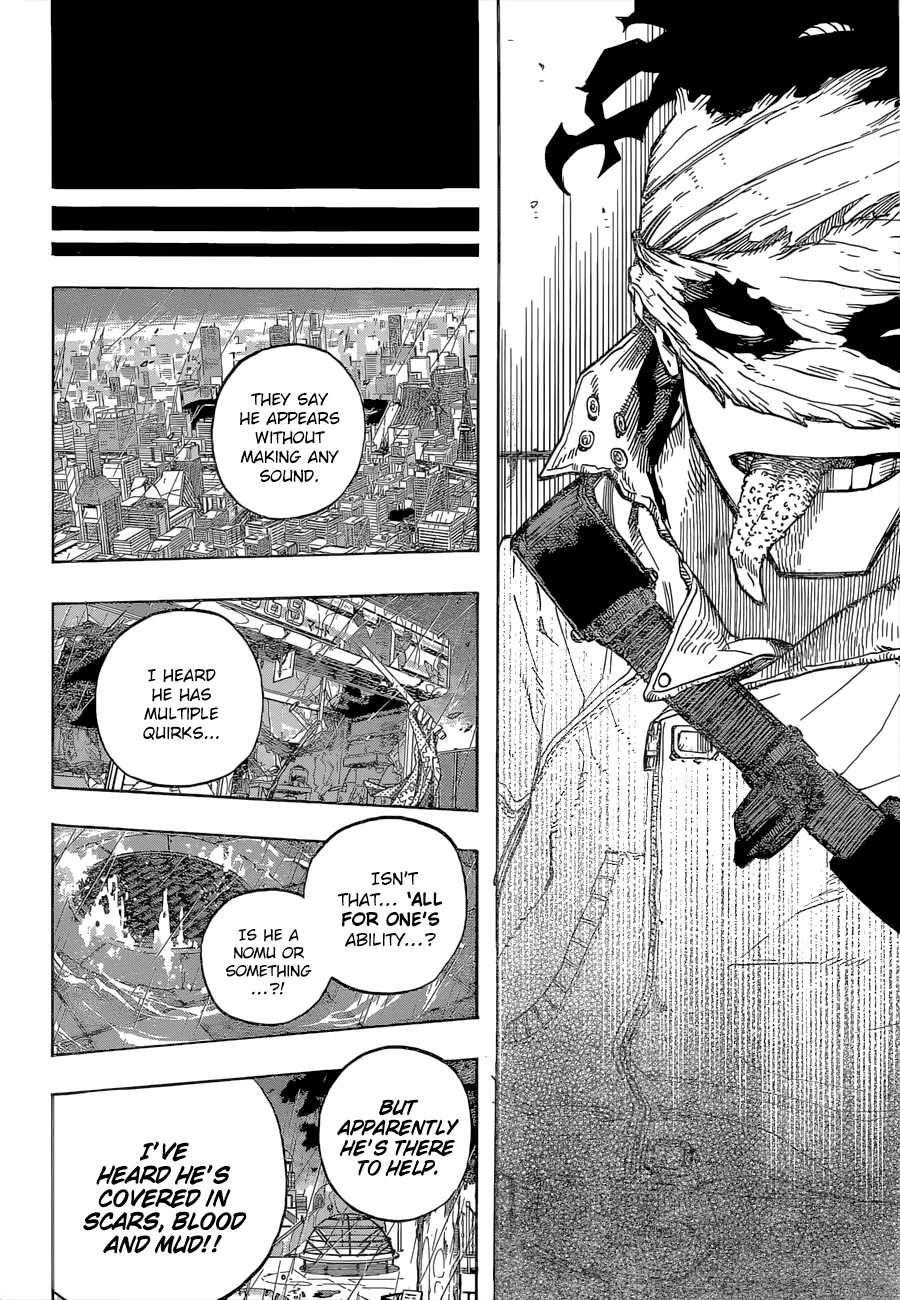 THEY SAY
HE APPEARS
WITHOUT
MAKING ANY
SOUND.
I HEARD
HE HAS
MULTIPLE
QUIRKS...
ISN'T
THAT... 'ALL
FOR ONE'S
ABILITY...?
IS HE A
NOMU OR
SOMETHING
...?!
BUT
APPARENTLY
HE'S THERE
TO HELP.
I'VE
HEARD HE'S
COVERED IN
SCARS, BLOOD
AND MUD!!